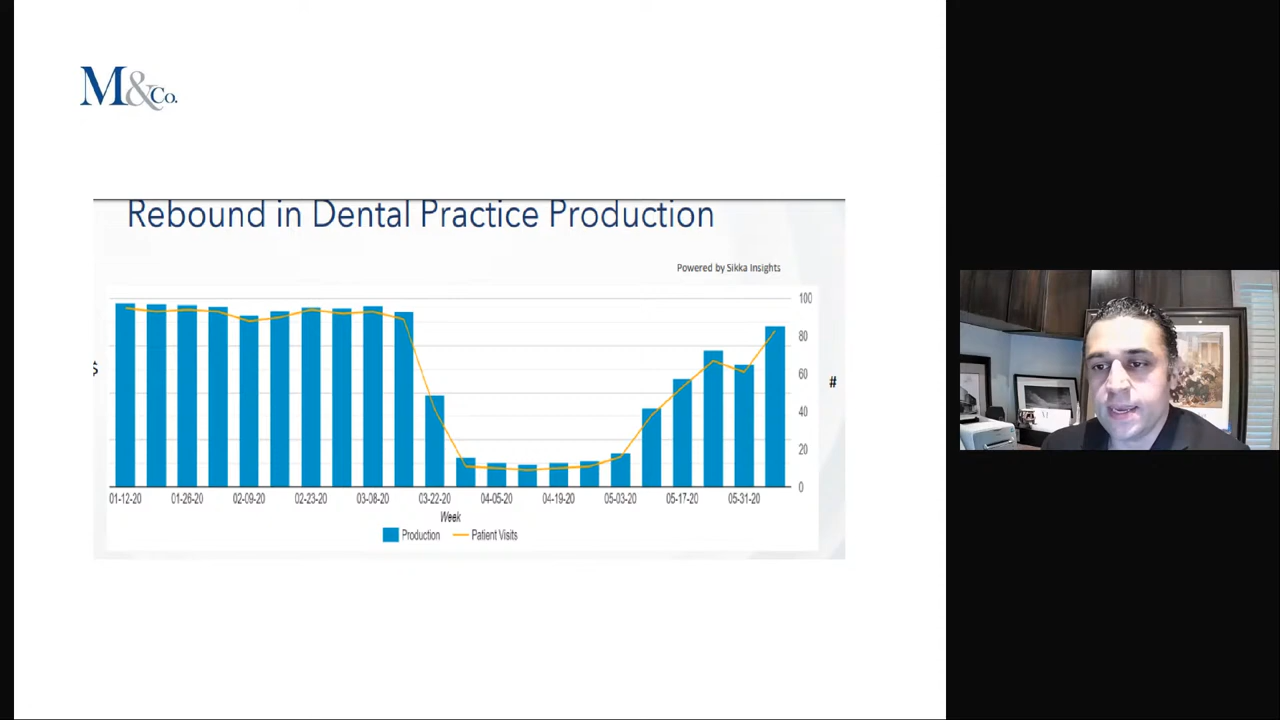 M&Co.
Rebound in Dental Practice Production
Powered by Sikka Insights
100
80
$
60
#
40
20
0
01-12-20 01-26-20 02-09-20 02-23-20 03-08-20 03-22-20 04-05-20 04-19-20 05-03-20 05-17-20 05-31-20
Week
Production Patient Visits